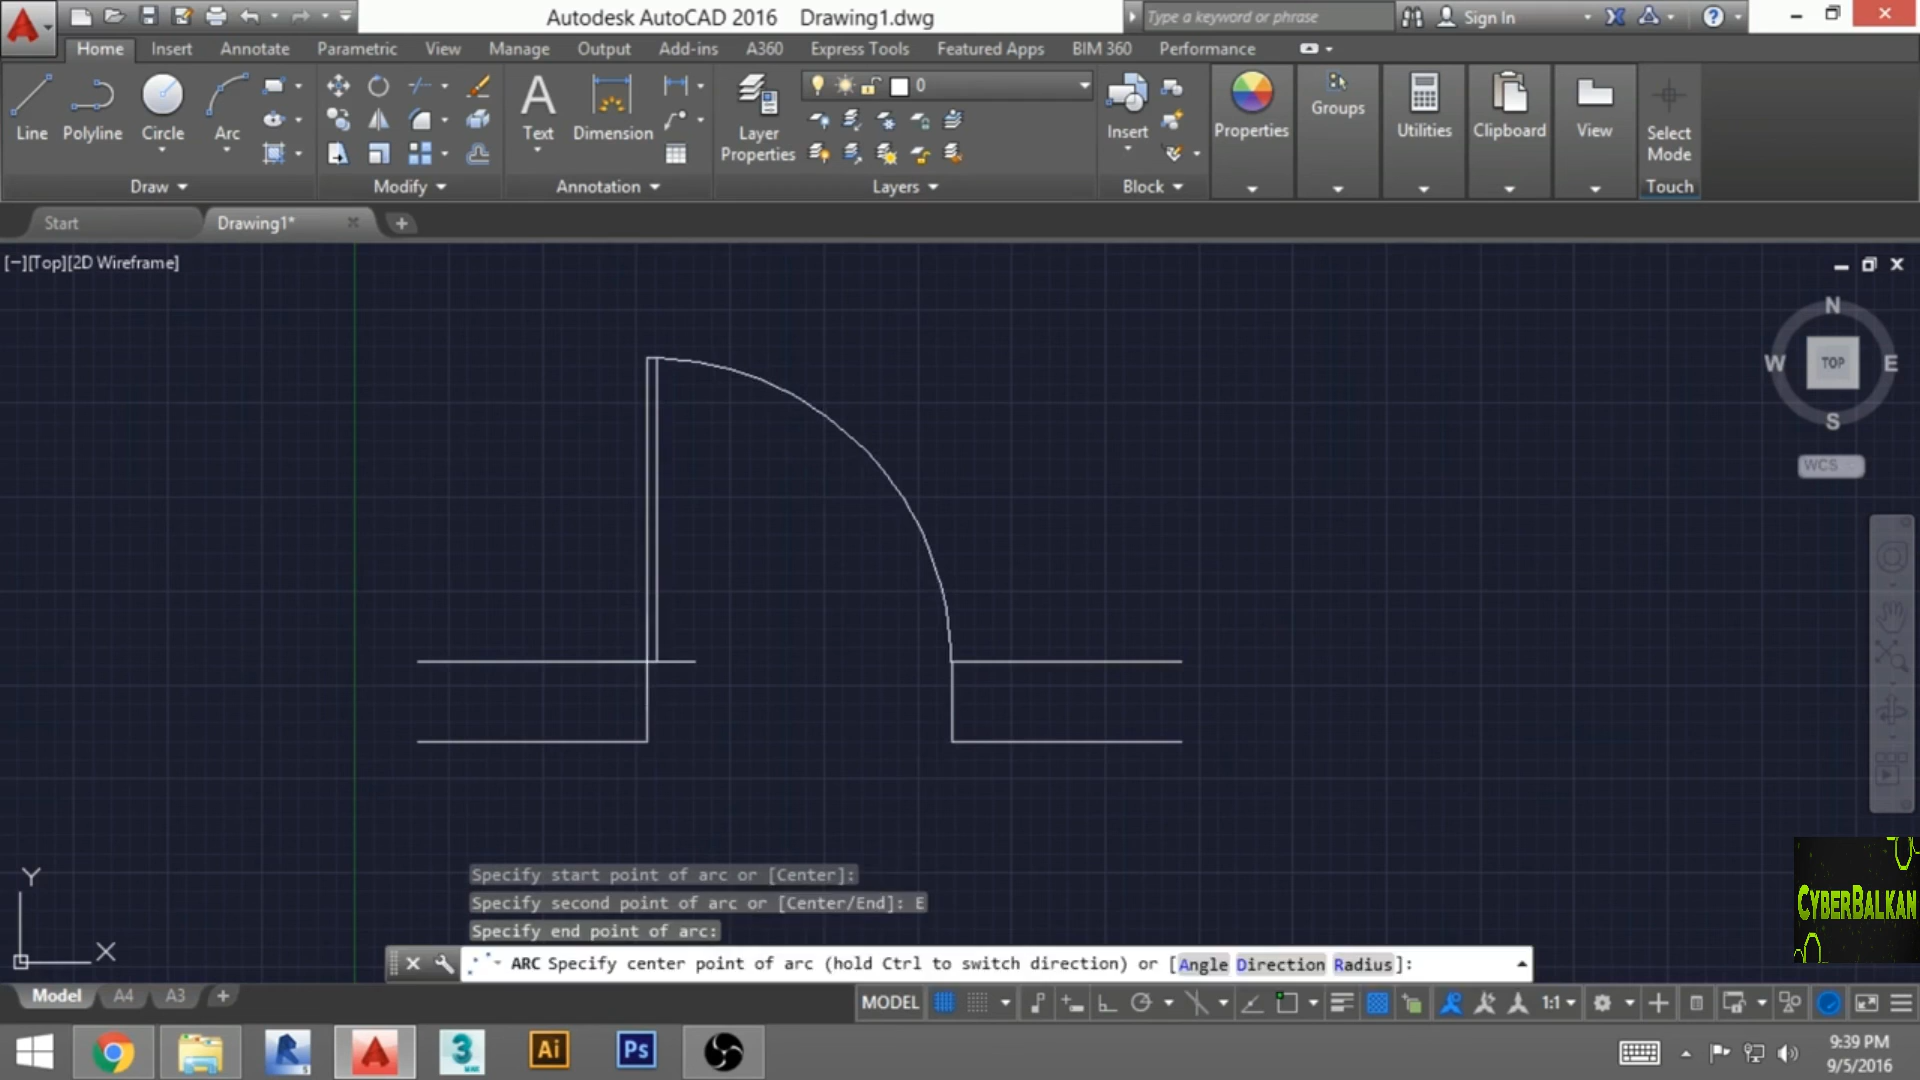 Autodesk AutoCAD 2016 Drawing1.dwg
Type a keyword or phrase
Sign In
Home Insert Annotate Parametric View Manage Output Add-ins A360 Express Tools Featured Apps BIM 360 Performance
Line Polyline Circle Arc
Text Dimension
Layer Properties
0
Insert
Properties
Groups
Utilities
Clipboard
View
Select Mode
Draw Modify Annotation Layers Block Touch
Start Drawing1*
[−][Top][2D Wireframe]
N
W TOP E
S
WCS
Y
X
CYBERBALKAN
Specify start point of arc or [Center]:
Specify second point of arc or [Center/End]: E
Specify end point of arc:
ARC Specify center point of arc (hold Ctrl to switch direction) or [Angle Direction Radius]:
Model A4 A3
MODEL 1:1
3 Ai Ps
9:39 PM
9/5/2016